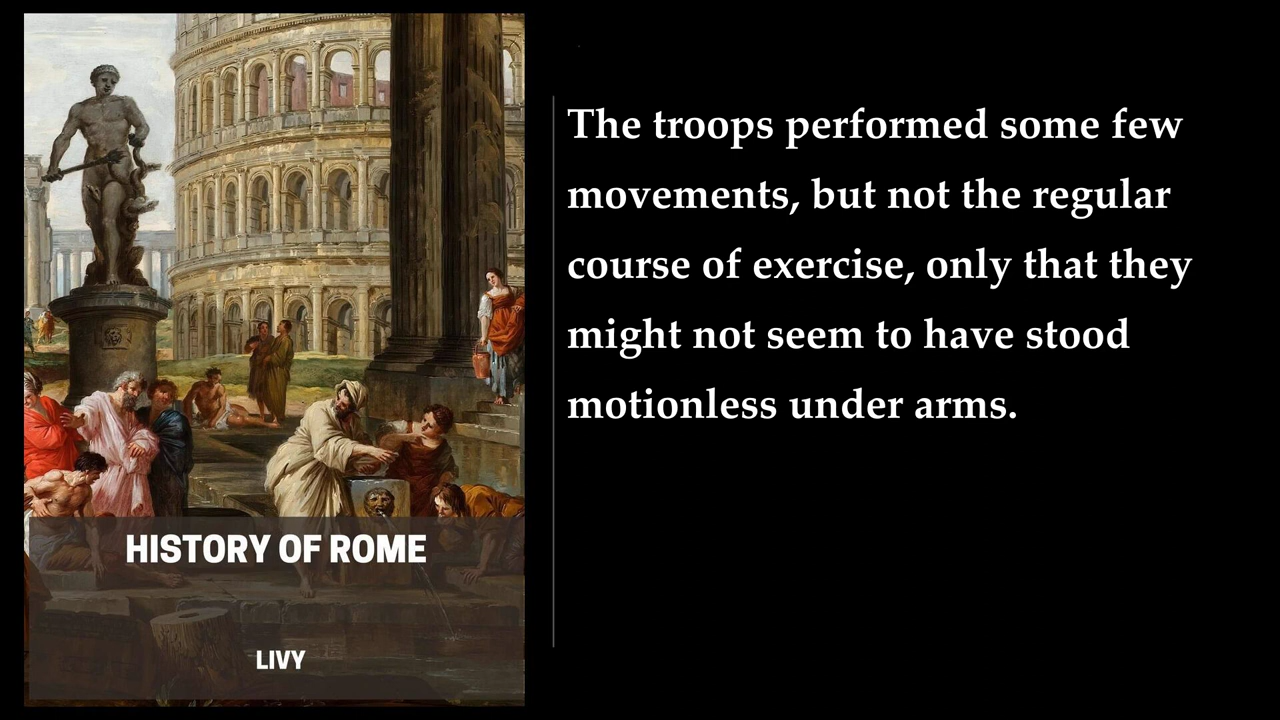 HISTORY OF ROME
LIVY
The troops performed some few
movements, but not the regular
course of exercise, only that they
might not seem to have stood
motionless under arms.